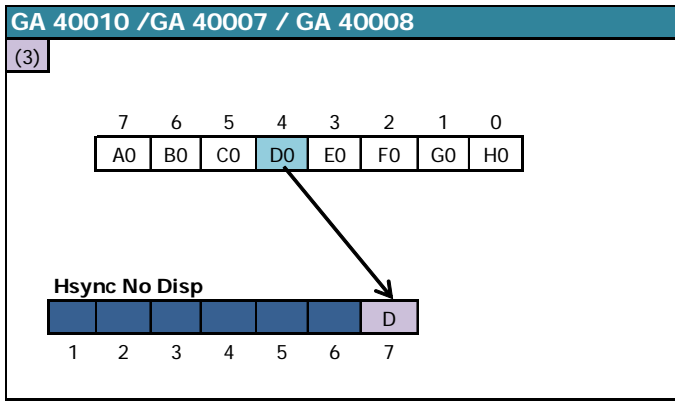 GA 40010 /GA 40007 / GA 40008
(3)
7 6 5 4 3 2 1 0
A0 B0 C0 D0 E0 F0 G0 H0
Hsync No Disp
D
1 2 3 4 5 6 7